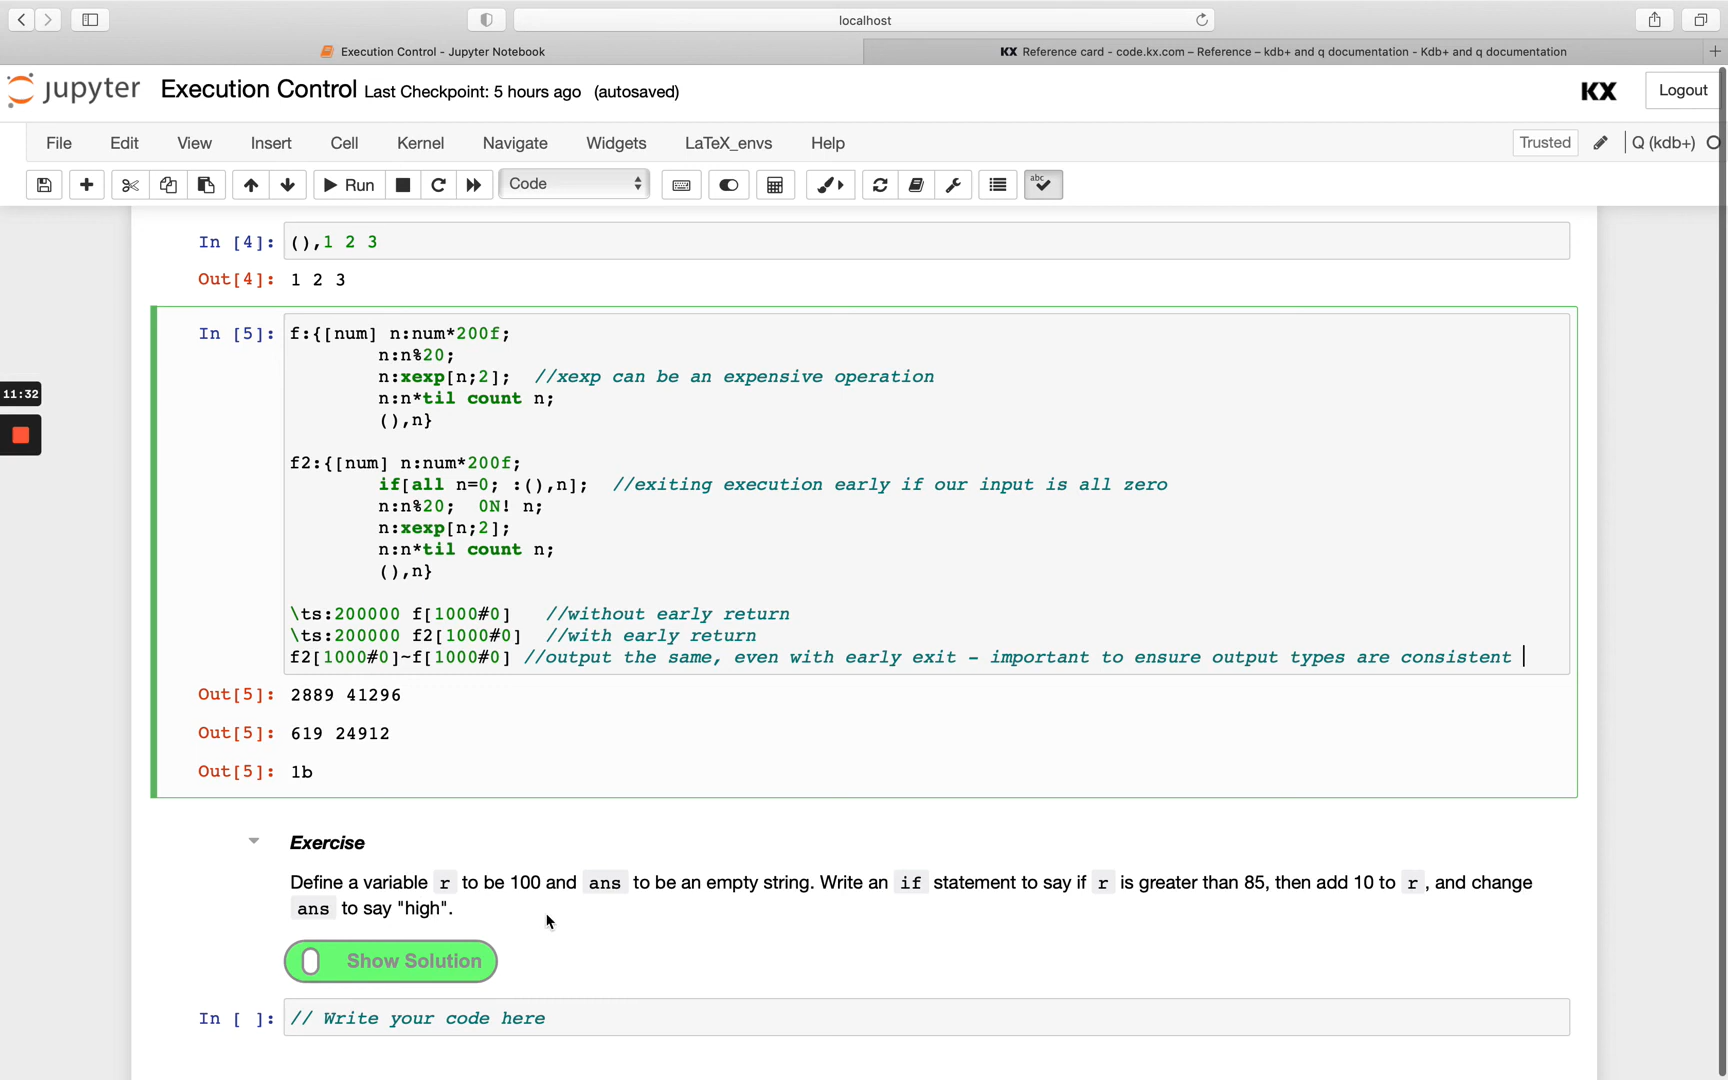 localhost
Execution Control - Jupyter Notebook
KX Reference card - code.kx.com – Reference – kdb+ and q documentation - Kdb+ and q documentation
jupyter Execution Control Last Checkpoint: 5 hours ago (autosaved)
KX
Logout
File Edit View Insert Cell Kernel Navigate Widgets LaTeX_envs Help
Trusted
Q (kdb+)
Run
Code
abc
In [4]: (),1 2 3
Out[4]: 1 2 3
In [5]: f:{[num] n:num*200f;
n:n%20;
n:xexp[n;2]; //xexp can be an expensive operation
n:n*til count n;
(),n}
f2:{[num] n:num*200f;
if[all n=0; :(),n]; //exiting execution early if our input is all zero
n:n%20; 0N! n;
n:xexp[n;2];
n:n*til count n;
(),n}
\ts:200000 f[1000#0] //without early return
\ts:200000 f2[1000#0] //with early return
f2[1000#0]~f[1000#0] //output the same, even with early exit - important to ensure output types are consistent
Out[5]: 2889 41296
Out[5]: 619 24912
Out[5]: 1b
11:32
Exercise
Define a variable r to be 100 and ans to be an empty string. Write an if statement to say if r is greater than 85, then add 10 to r, and change
ans to say "high".
Show Solution
In [ ]: // Write your code here